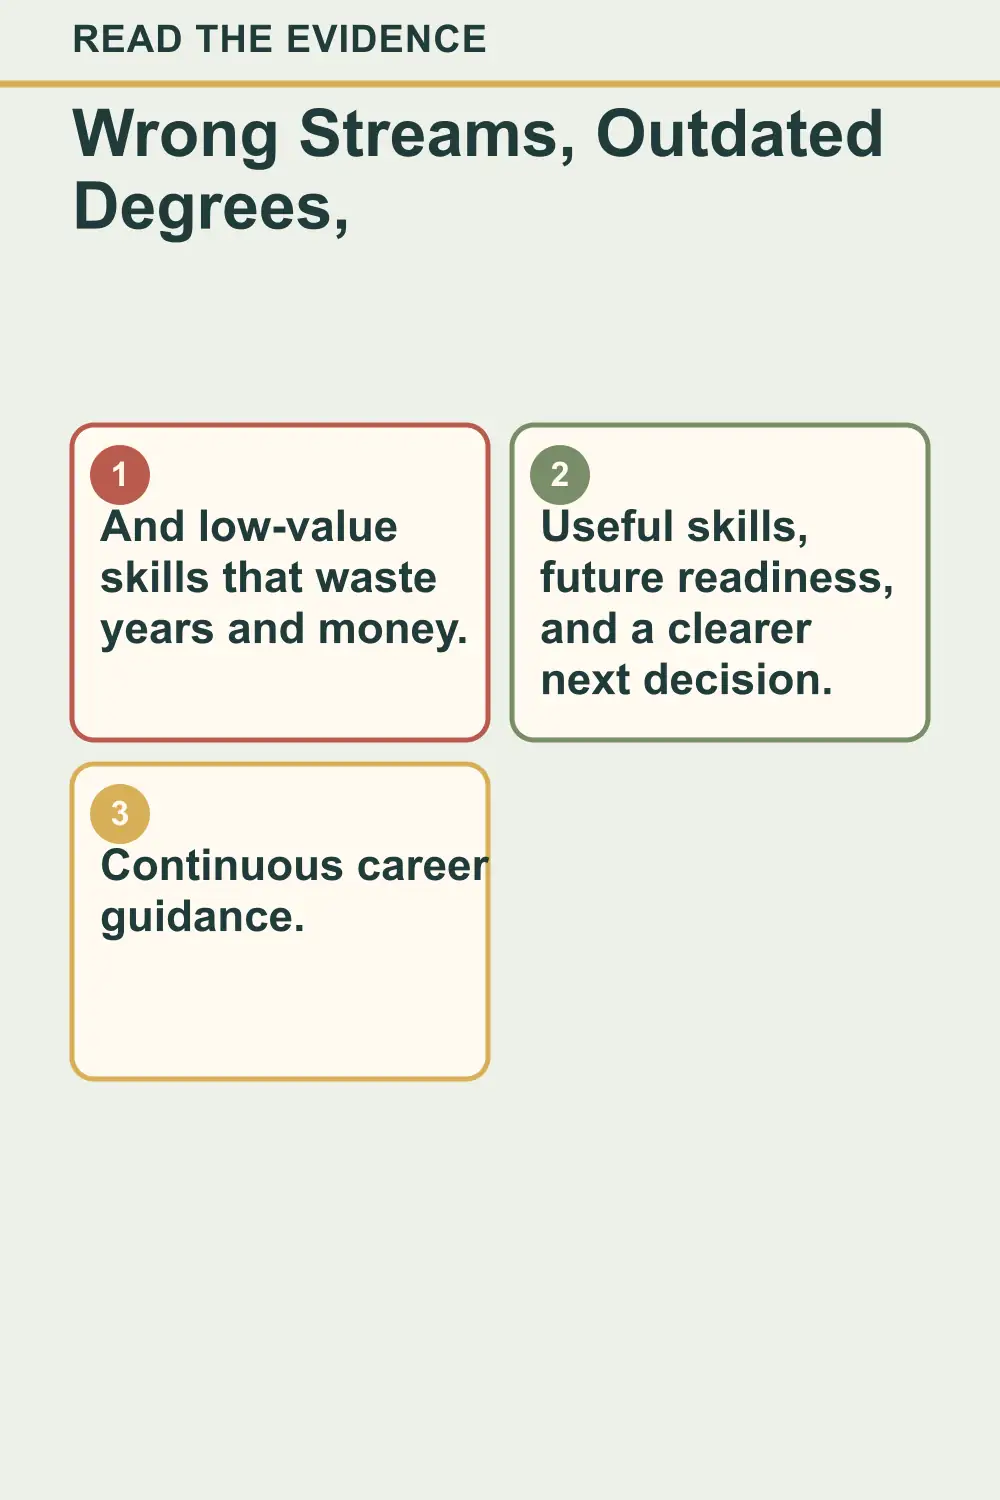 READ THE EVIDENCE
Wrong Streams, Outdated
Degrees,
1
And low-value
skills that waste
years and money.
2
Useful skills,
future readiness,
and a clearer
next decision.
3
Continuous career
guidance.